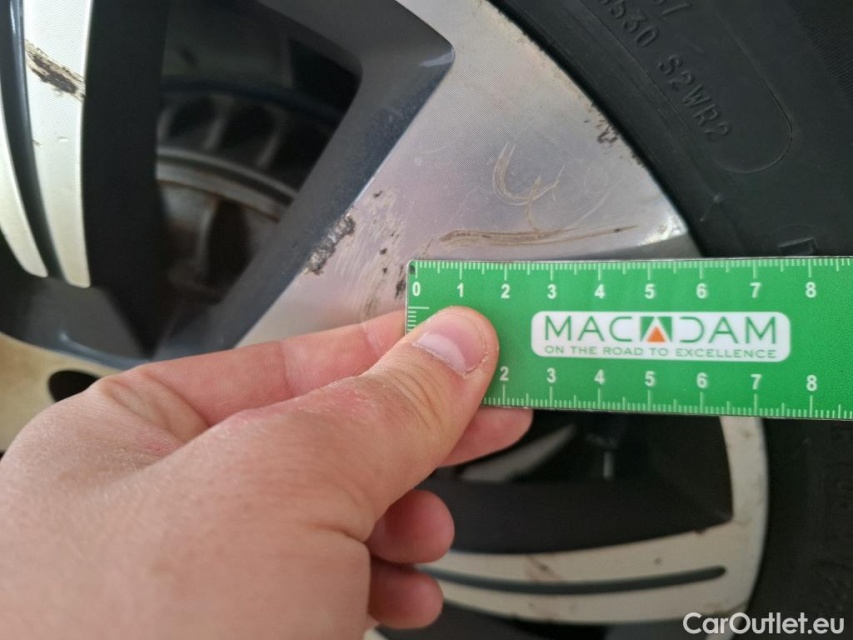 S2WR2
0 1 2 3 4 5 6 7 8
MACADAM
ON THE ROAD TO EXCELLENCE
2 3 4 5 6 7 8
CarOutlet.eu